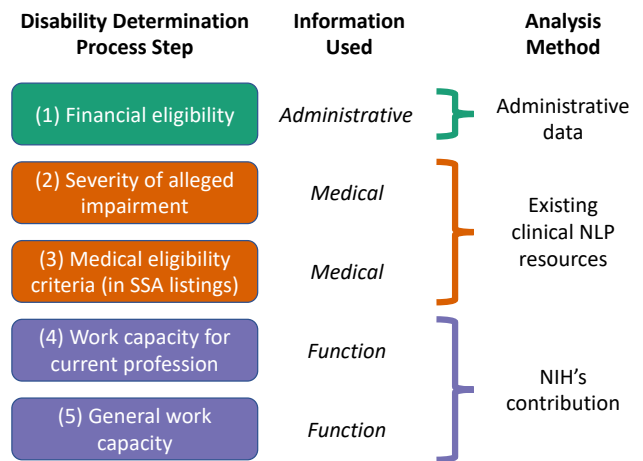 Disability Determination
Process Step
Information
Used
Analysis
Method
(1) Financial eligibility
Administrative
Administrative
data
(2) Severity of alleged
impairment
Medical
(3) Medical eligibility
criteria (in SSA listings)
Medical
Existing
clinical NLP
resources
(4) Work capacity for
current profession
Function
(5) General work
capacity
Function
NIH's
contribution